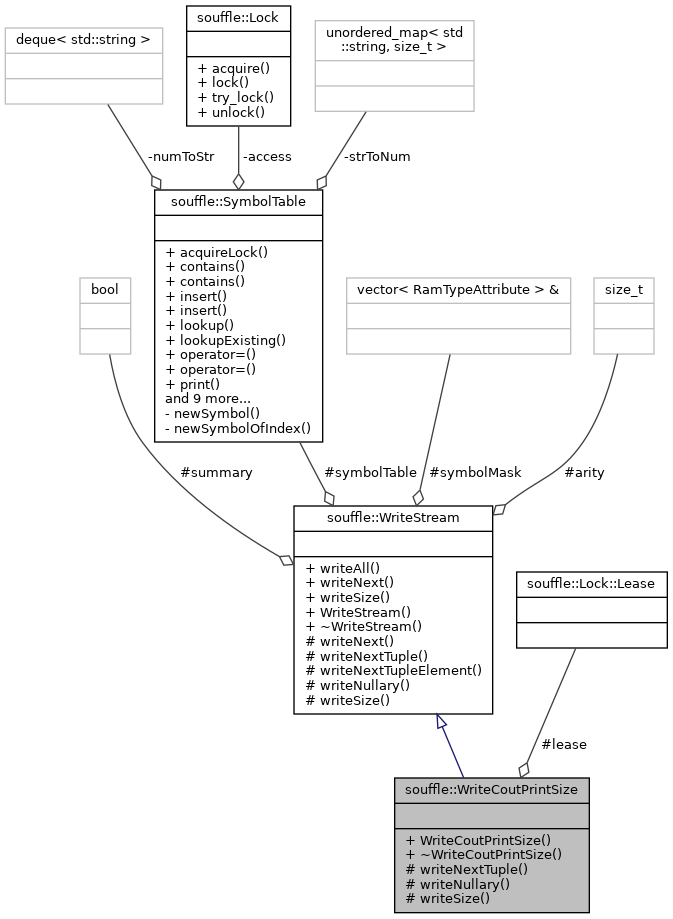 souffle::Lock
+ acquire()
+ lock()
+ try_lock()
+ unlock()
deque< std::string >
unordered_map< std
::string, size_t >
-numToStr
-access
-strToNum
souffle::SymbolTable
+ acquireLock()
+ contains()
+ contains()
+ insert()
+ insert()
+ lookup()
+ lookupExisting()
+ operator=()
+ operator=()
+ print()
and 9 more...
- newSymbol()
- newSymbolOfIndex()
bool
vector< RamTypeAttribute > &
size_t
#summary
#symbolTable
#symbolMask
#arity
souffle::WriteStream
+ writeAll()
+ writeNext()
+ writeSize()
+ WriteStream()
+ ~WriteStream()
# writeNext()
# writeNextTuple()
# writeNextTupleElement()
# writeNullary()
# writeSize()
souffle::Lock::Lease
#lease
souffle::WriteCoutPrintSize
+ WriteCoutPrintSize()
+ ~WriteCoutPrintSize()
# writeNextTuple()
# writeNullary()
# writeSize()